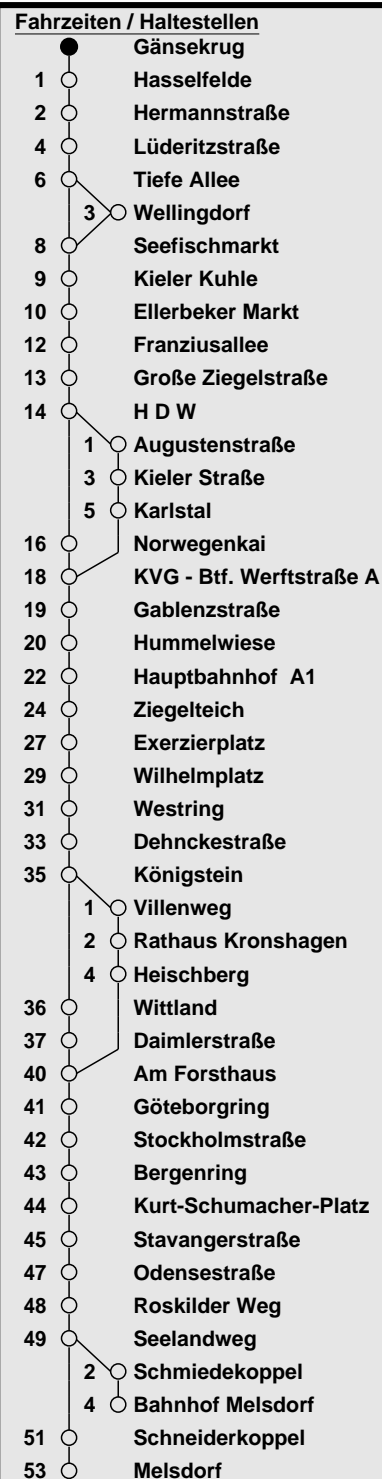 Fahrzeiten / Haltestellen
Gänsekrug
1 Hasselfelde
2 Hermannstraße
4 Lüderitzstraße
6 Tiefe Allee
3 Wellingdorf
8 Seefischmarkt
9 Kieler Kuhle
10 Ellerbeker Markt
12 Franziusallee
13 Große Ziegelstraße
14 H D W
1 Augustenstraße
3 Kieler Straße
5 Karlstal
16 Norwegenkai
18 KVG - Btf. Werftstraße A
19 Gablenzstraße
20 Hummelwiese
22 Hauptbahnhof A1
24 Ziegelteich
27 Exerzierplatz
29 Wilhelmplatz
31 Westring
33 Dehnckestraße
35 Königstein
1 Villenweg
2 Rathaus Kronshagen
4 Heischberg
36 Wittland
37 Daimlerstraße
40 Am Forsthaus
41 Göteborgring
42 Stockholmstraße
43 Bergenring
44 Kurt-Schumacher-Platz
45 Stavangerstraße
47 Odensestraße
48 Roskilder Weg
49 Seelandweg
2 Schmiedekoppel
4 Bahnhof Melsdorf
51 Schneiderkoppel
53 Melsdorf